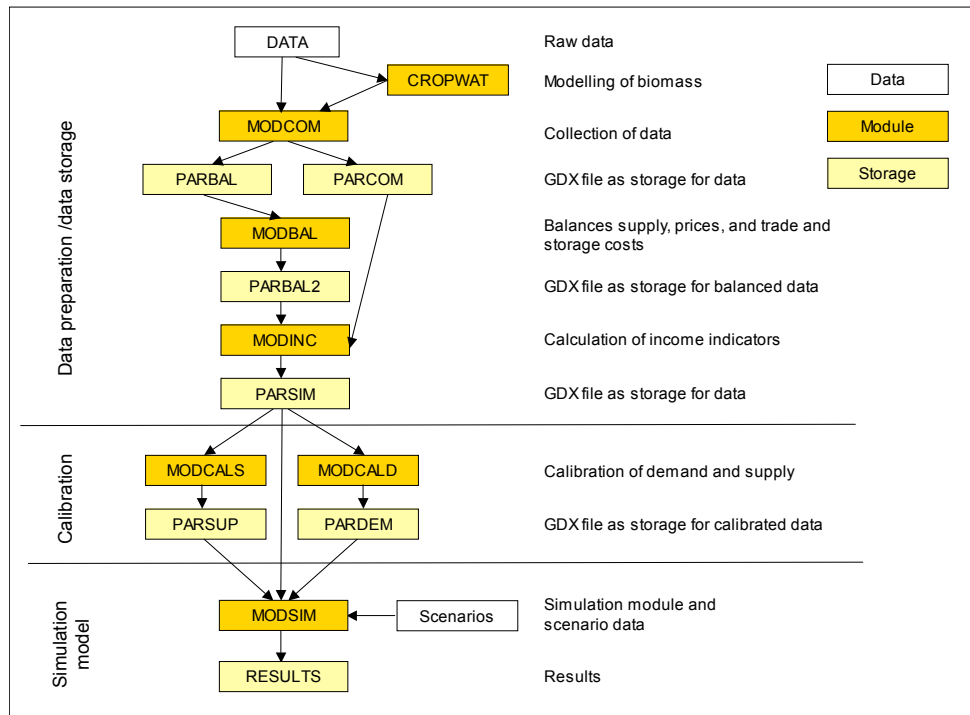 DATA
Raw data
CROPWAT
Modelling of biomass
Data
MODCOM
Collection of data
Module
PARBAL
PARCOM
GDX file as storage for data
Storage
MODBAL
Balances supply, prices, and trade and
storage costs
PARBAL2
GDX file as storage for balanced data
MODINC
Calculation of income indicators
PARSIM
GDX file as storage for data
Data preparation /data storage
MODCALS
MODCALD
Calibration of demand and supply
PARSUP
PARDEM
GDX file as storage for calibrated data
Calibration
MODSIM
Scenarios
Simulation module and
scenario data
RESULTS
Results
Simulation
model